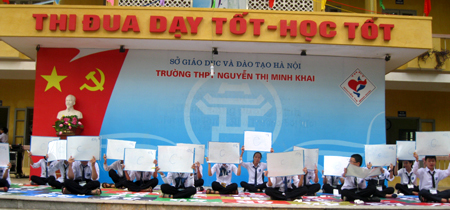 THI ĐUA DẠY TỐT-HỌC TỐT
SỞ GIÁO DỤC VÀ ĐÀO TẠO HÀ NỘI
TRƯỜNG THPT NGUYỄN THỊ MINH KHAI